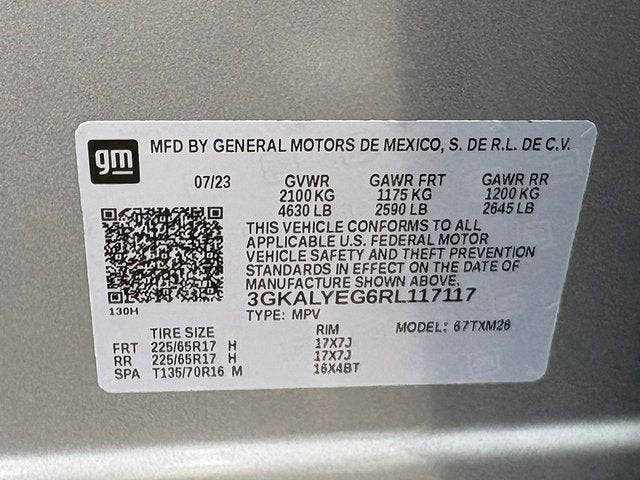 gm
MFD BY GENERAL MOTORS DE MEXICO, S. DE R.L. DE C.V.
07/23 GVWR GAWR FRT GAWR RR
2100 KG 1175 KG 1200 KG
4630 LB 2590 LB 2645 LB
THIS VEHICLE CONFORMS TO ALL
APPLICABLE U.S. FEDERAL MOTOR
VEHICLE SAFETY AND THEFT PREVENTION
STANDARDS IN EFFECT ON THE DATE OF
MANUFACTURE SHOWN ABOVE.
3GKALYEG6RL117117
130H
TYPE: MPV
TIRE SIZE RIM MODEL: 67TXM26
FRT 225/65R17 H 17X7J
RR 225/65R17 H 17X7J
SPA T135/70R16 M 16X4BT